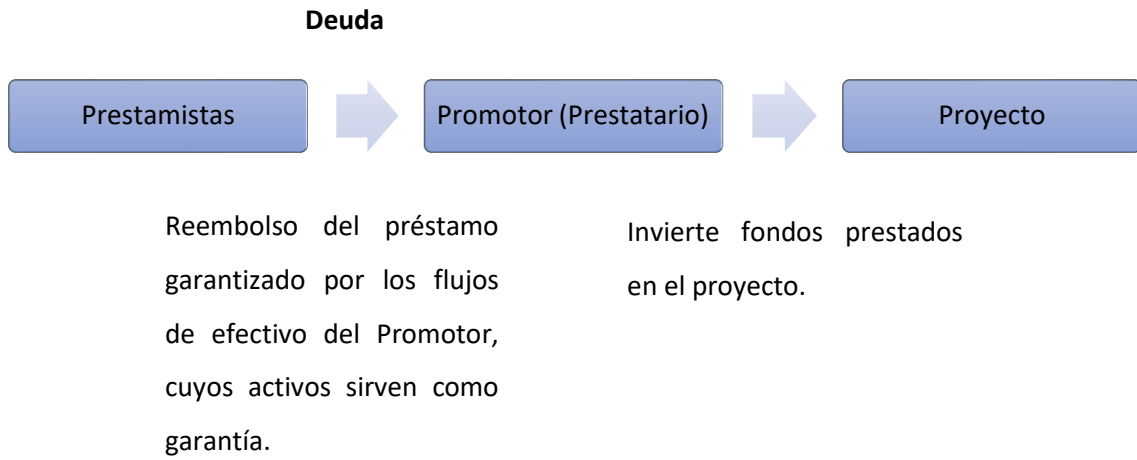 Deuda
Prestamistas
Promotor (Prestatario)
Proyecto
Reembolso del préstamo
garantizado por los flujos
de efectivo del Promotor,
cuyos activos sirven como
garantía.
Invierte fondos prestados
en el proyecto.